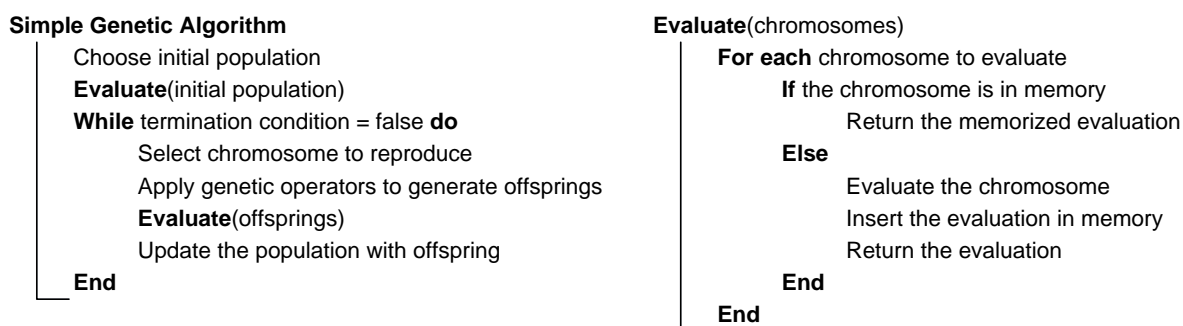 Simple Genetic Algorithm
Choose initial population
Evaluate(initial population)
While termination condition = false do
Select chromosome to reproduce
Apply genetic operators to generate offsprings
Evaluate(offsprings)
Update the population with offspring
End
Evaluate(chromosomes)
For each chromosome to evaluate
If the chromosome is in memory
Return the memorized evaluation
Else
Evaluate the chromosome
Insert the evaluation in memory
Return the evaluation
End
End